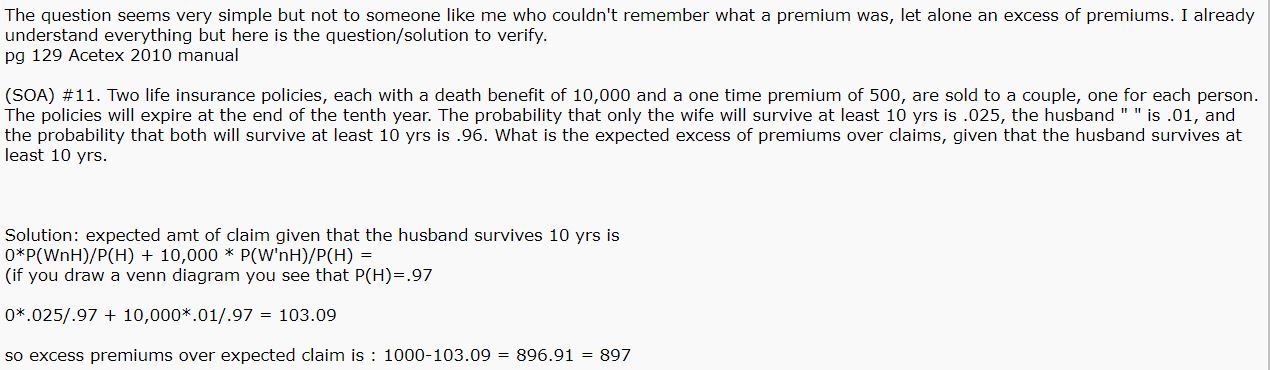 The question seems very simple but not to someone like me who couldn't remember what a premium was, let alone an excess of premiums. I already
understand everything but here is the question/solution to verify.
pg 129 Acetex 2010 manual
(SOA) #11. Two life insurance policies, each with a death benefit of 10,000 and a one time premium of 500, are sold to a couple, one for each person.
The policies will expire at the end of the tenth year. The probability that only the wife will survive at least 10 yrs is .025, the husband " " is .01, and
the probability that both will survive at least 10 yrs is .96. What is the expected excess of premiums over claims, given that the husband survives at
least 10 yrs.
Solution: expected amt of claim given that the husband survives 10 yrs is
0*P(WnH)/P(H) + 10,000 * P(W'nH)/P(H) =
(if you draw a venn diagram you see that P(H)=.97
0*.025/.97 + 10,000*.01/.97 = 103.09
so excess premiums over expected claim is : 1000-103.09 = 896.91 = 897